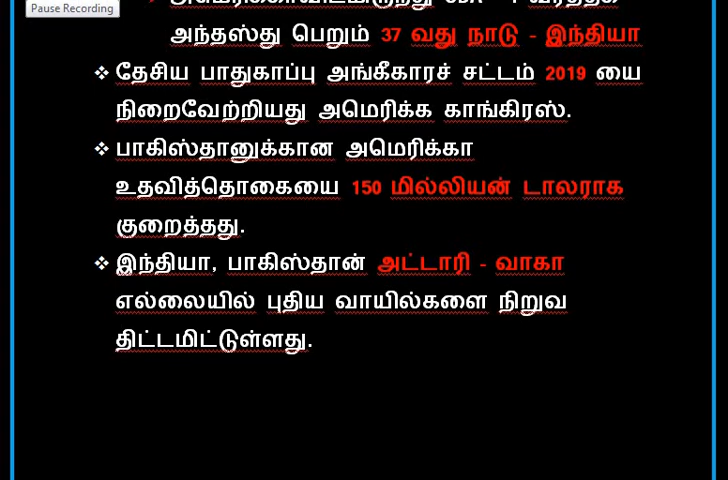 Pause Recording
அந்தஸ்து பெறும் 37 வது நாடு - இந்தியா
❖ தேசிய பாதுகாப்பு அங்கீகாரச் சட்டம் 2019 யை
நிறைவேற்றியது அமெரிக்க காங்கிரஸ்.
❖ பாகிஸ்தானுக்கான அமெரிக்கா
உதவித்தொகையை 150 மில்லியன் டாலராக
குறைத்தது.
❖ இந்தியா, பாகிஸ்தான் அட்டாரி - வாகா
எல்லையில் புதிய வாயில்களை நிறுவ
திட்டமிட்டுள்ளது.